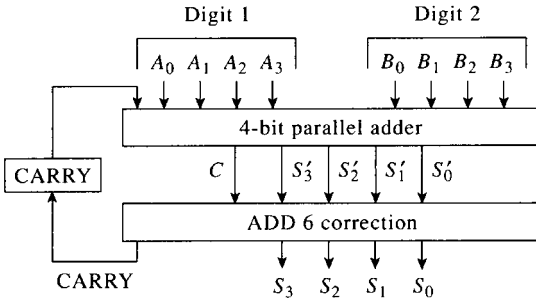 Digit 1 Digit 2
A₀ A₁ A₂ A₃ B₀ B₁ B₂ B₃
4-bit parallel adder
CARRY
C S′₃ S′₂ S′₁ S′₀
ADD 6 correction
CARRY
S₃ S₂ S₁ S₀